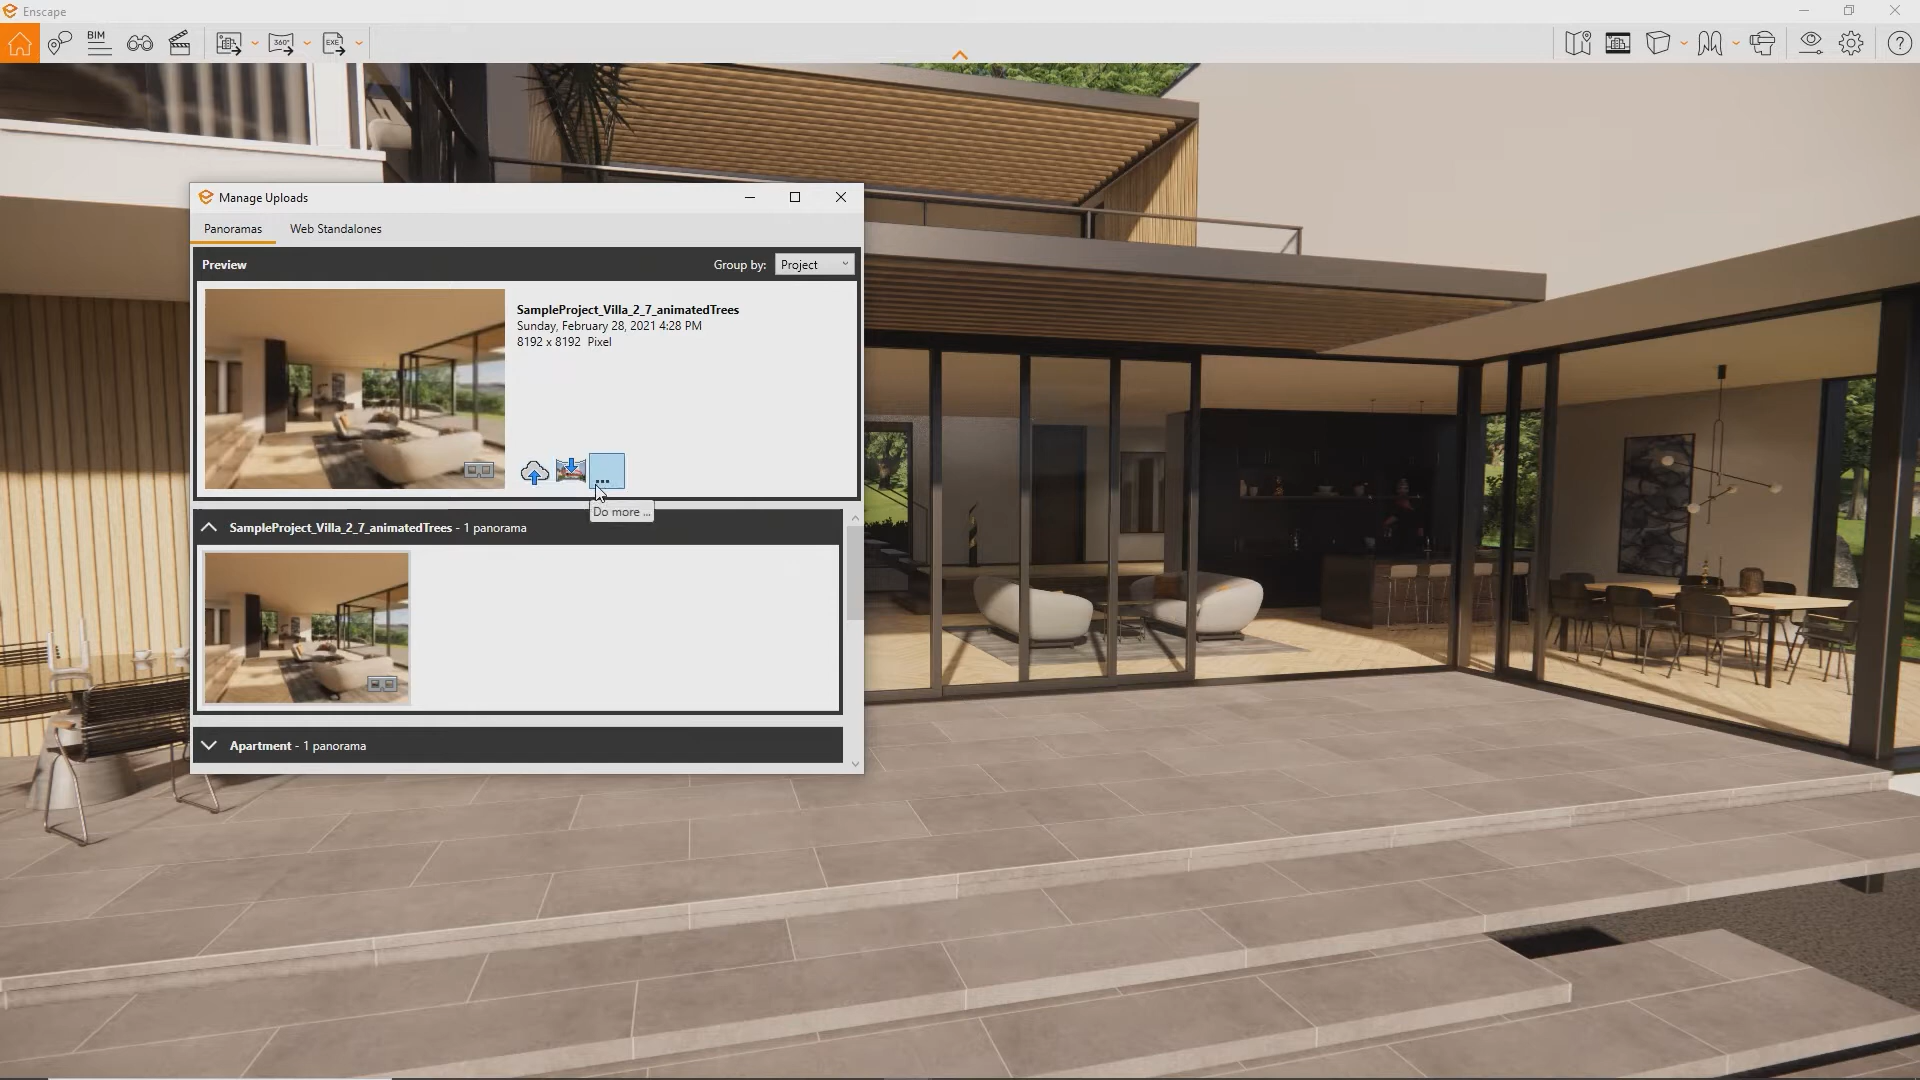 Enscape
BIM
360°
EXE
Manage Uploads
Panoramas
Web Standalones
Preview
Group by:
Project
SampleProject_Villa_2_7_animatedTrees
Sunday, February 28, 2021 4:28 PM
8192 x 8192 Pixel
...
Do more ...
SampleProject_Villa_2_7_animatedTrees - 1 panorama
Apartment - 1 panorama